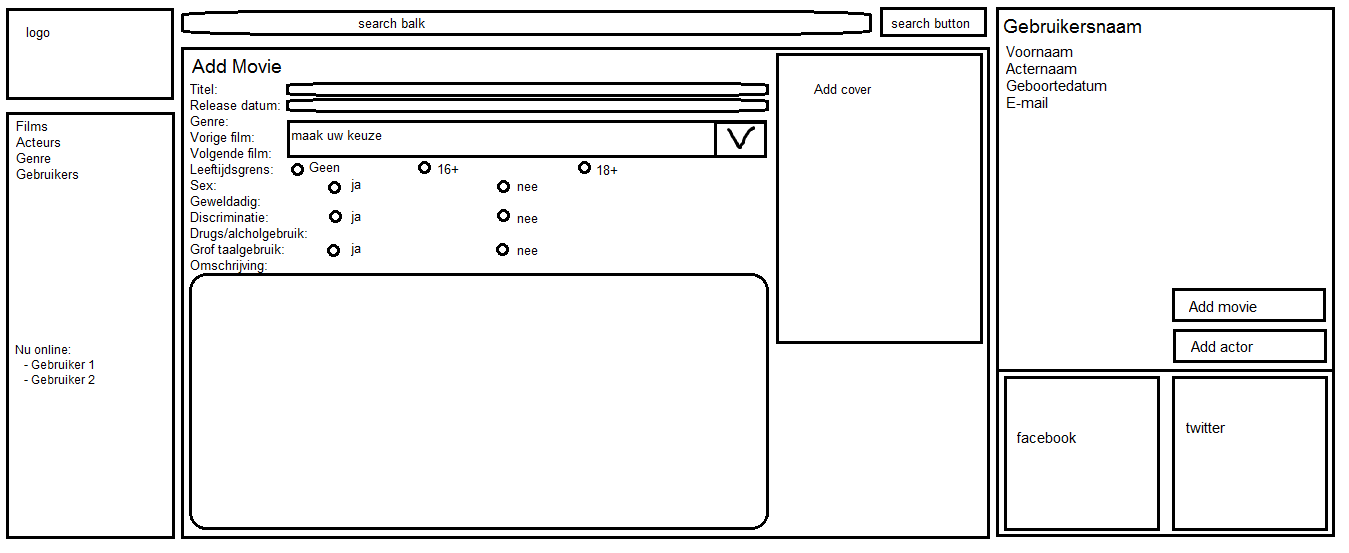 logo
search balk
search button
Films
Acteurs
Genre
Gebruikers
Nu online:
- Gebruiker 1
- Gebruiker 2
Add Movie
Titel:
Release datum:
Genre:
Vorige film:
maak uw keuze
Volgende film:
Leeftijdsgrens: Geen 16+ 18+
Sex: ja nee
Geweldadig:
Discriminatie: ja nee
Drugs/alcholgebruik:
Grof taalgebruik: ja nee
Omschrijving:
Add cover
Gebruikersnaam
Voornaam
Acternaam
Geboortedatum
E-mail
Add movie
Add actor
facebook
twitter